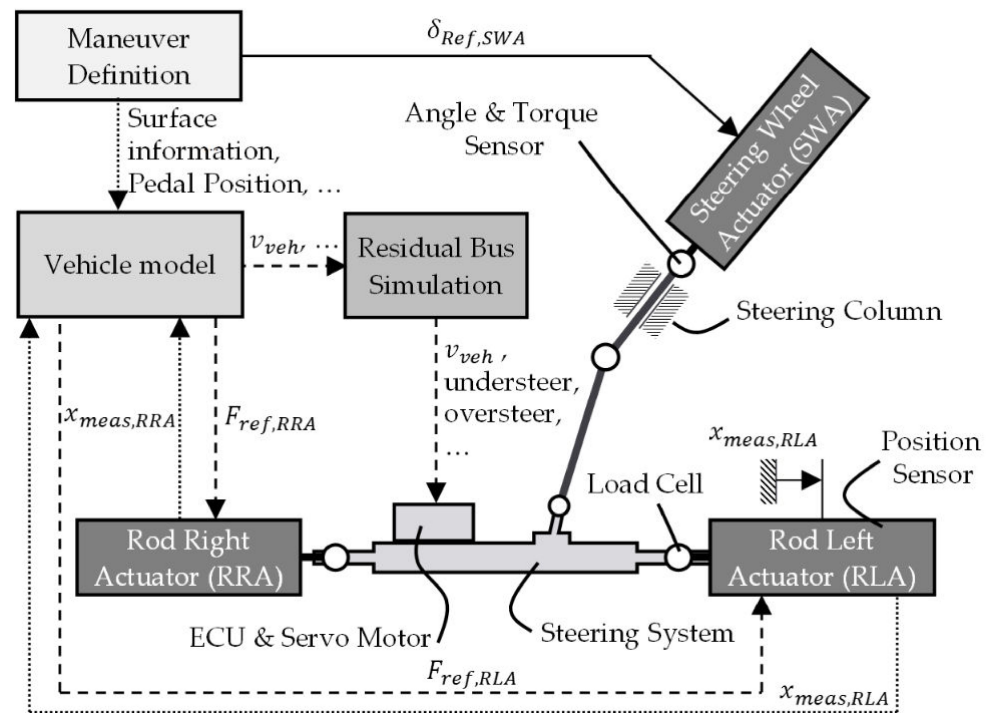 Maneuver
Definition
δ_{Ref,SWA}
Steering Wheel
Actuator (SWA)
Angle & Torque
Sensor
Surface
information,
Pedal Position, …
Vehicle model
v_{veh}, …
Residual Bus
Simulation
Steering Column
v_{veh} ,
understeer,
oversteer,
…
x_{meas,RRA}
F_{ref,RRA}
x_{meas,RLA}
Position
Sensor
Load Cell
Rod Right
Actuator (RRA)
Rod Left
Actuator (RLA)
ECU & Servo Motor
Steering System
F_{ref,RLA}
x_{meas,RLA}